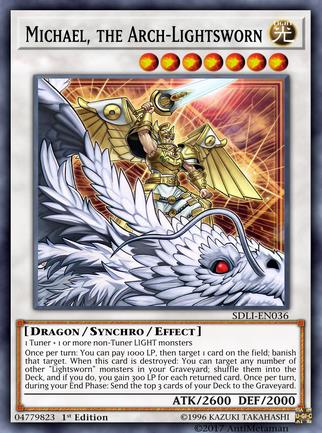 MICHAEL, THE ARCH-LIGHTSWORN
LIGHT
光
SDLI-EN036
[Dragon / Synchro / Effect]
1 Tuner + 1 or more non-Tuner LIGHT monsters
Once per turn: You can pay 1000 LP, then target 1 card on the field; banish
that target. When this card is destroyed: You can target any number
of other "Lightsworn" monsters in your Graveyard; shuffle them into
the Deck, and if you do, you gain 300 LP for each returned card. Once per turn,
during your End Phase: Send the top 3 cards of your Deck to the Graveyard.
ATK/2600 DEF/2000
04779823 1st Edition ©1996 KAZUKI TAKAHASHI
©2017 AntiMetaman